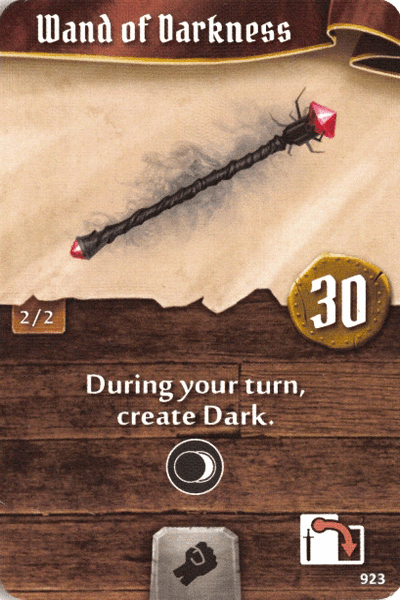 Wand of Darkness
2/2
30
During your turn,
create Dark.
923